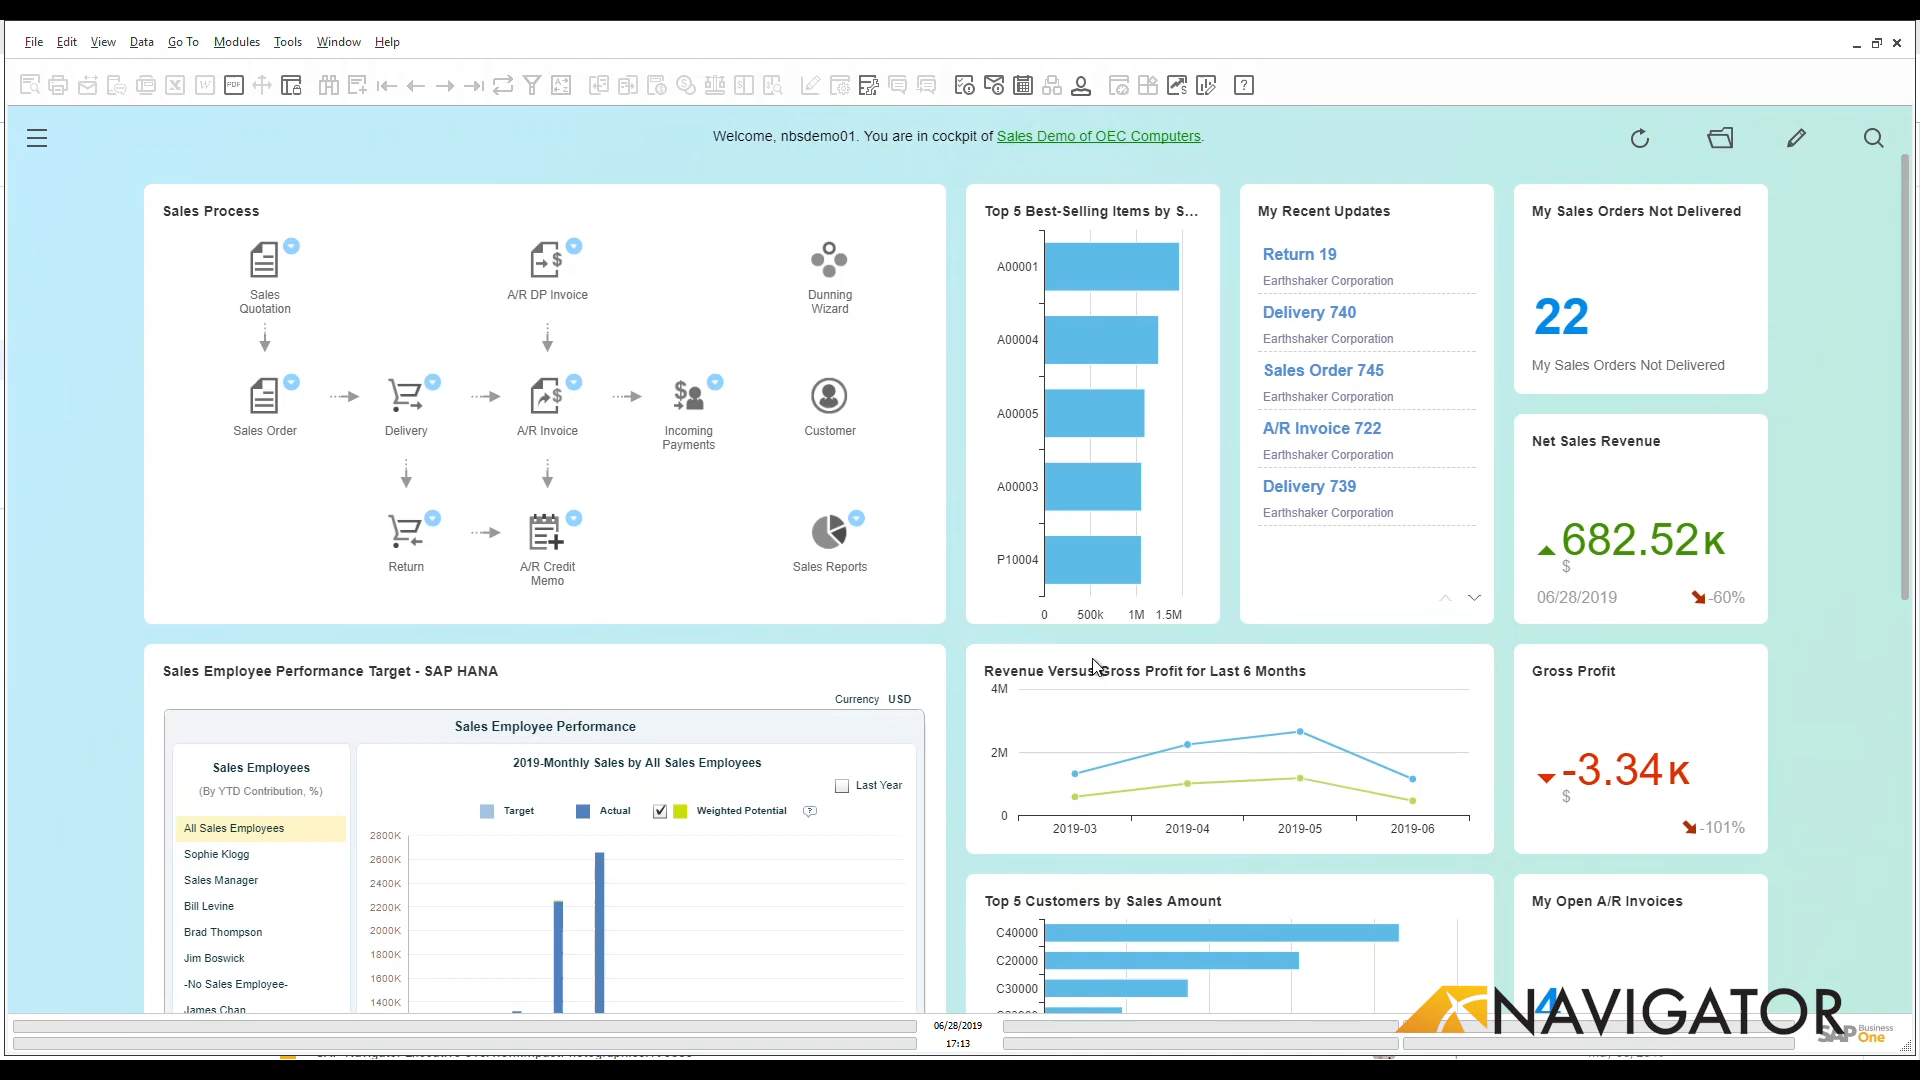 File Edit View Data Go To Modules Tools Window Help
Welcome, nbsdemo01. You are in cockpit of Sales Demo of OEC Computers.
Sales Process
Sales
Quotation
A/R DP Invoice
Dunning
Wizard
Sales Order
Delivery
A/R Invoice
Incoming
Payments
Customer
Return
A/R Credit
Memo
Sales Reports
Top 5 Best-Selling Items by S...
A00001
A00004
A00005
A00003
P10004
0 500k 1M 1.5M
My Recent Updates
Return 19
Earthshaker Corporation
Delivery 740
Earthshaker Corporation
Sales Order 745
Earthshaker Corporation
A/R Invoice 722
Earthshaker Corporation
Delivery 739
Earthshaker Corporation
My Sales Orders Not Delivered
22
My Sales Orders Not Delivered
Net Sales Revenue
682.52K
$
06/28/2019 -60%
Sales Employee Performance Target - SAP HANA
Currency USD
Sales Employee Performance
Sales Employees
(By YTD Contribution, %)
All Sales Employees
Sophie Klogg
Sales Manager
Bill Levine
Brad Thompson
Jim Boswick
-No Sales Employee-
James Chan
2019-Monthly Sales by All Sales Employees
Last Year
Target Actual Weighted Potential
2800K
2600K
2400K
2200K
2000K
1800K
1600K
1400K
Revenue Versus Gross Profit for Last 6 Months
4M
2M
0
2019-03 2019-04 2019-05 2019-06
Gross Profit
-3.34K
$
-101%
Top 5 Customers by Sales Amount
C40000
C20000
C30000
My Open A/R Invoices
4
NAVIGATOR
SAP Business One
06/28/2019
17:13